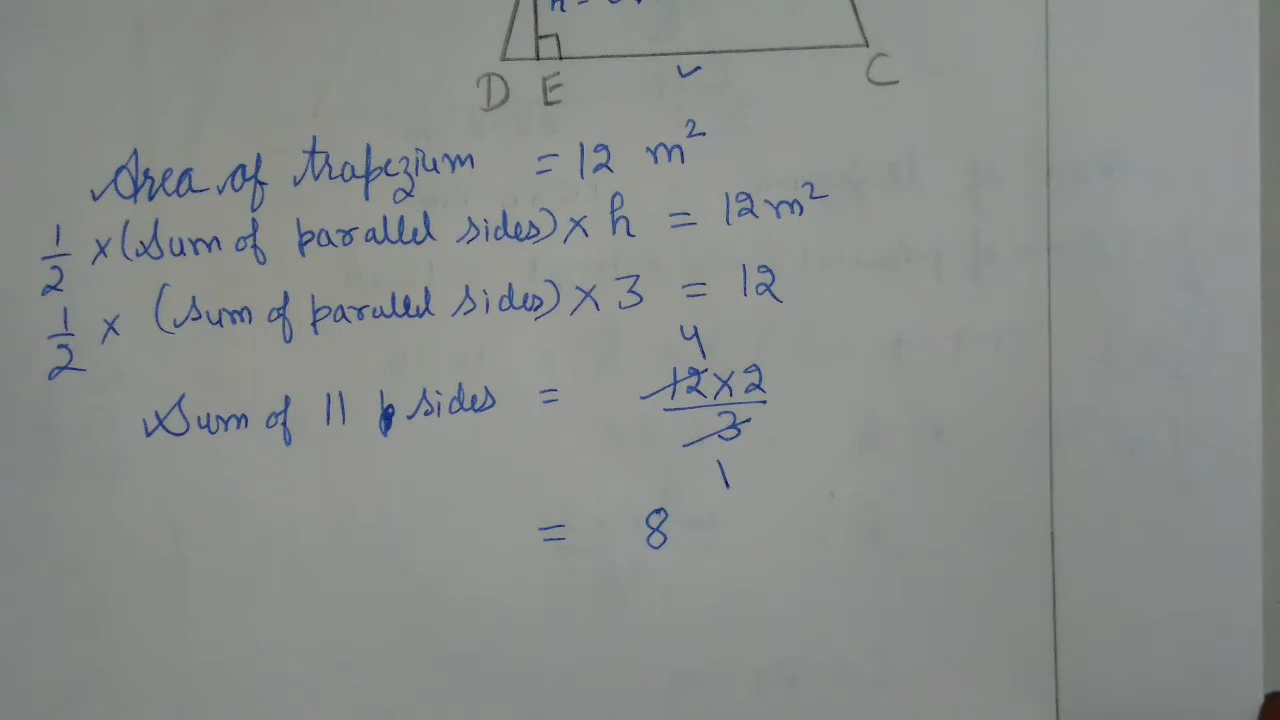 D E C
Area of trapezium = 12 m²
1/2 × (Sum of parallel sides) × h = 12 m²
1/2 × (Sum of parallel sides) × 3 = 12
4
Sum of || sides = 12×2/3
1
= 8